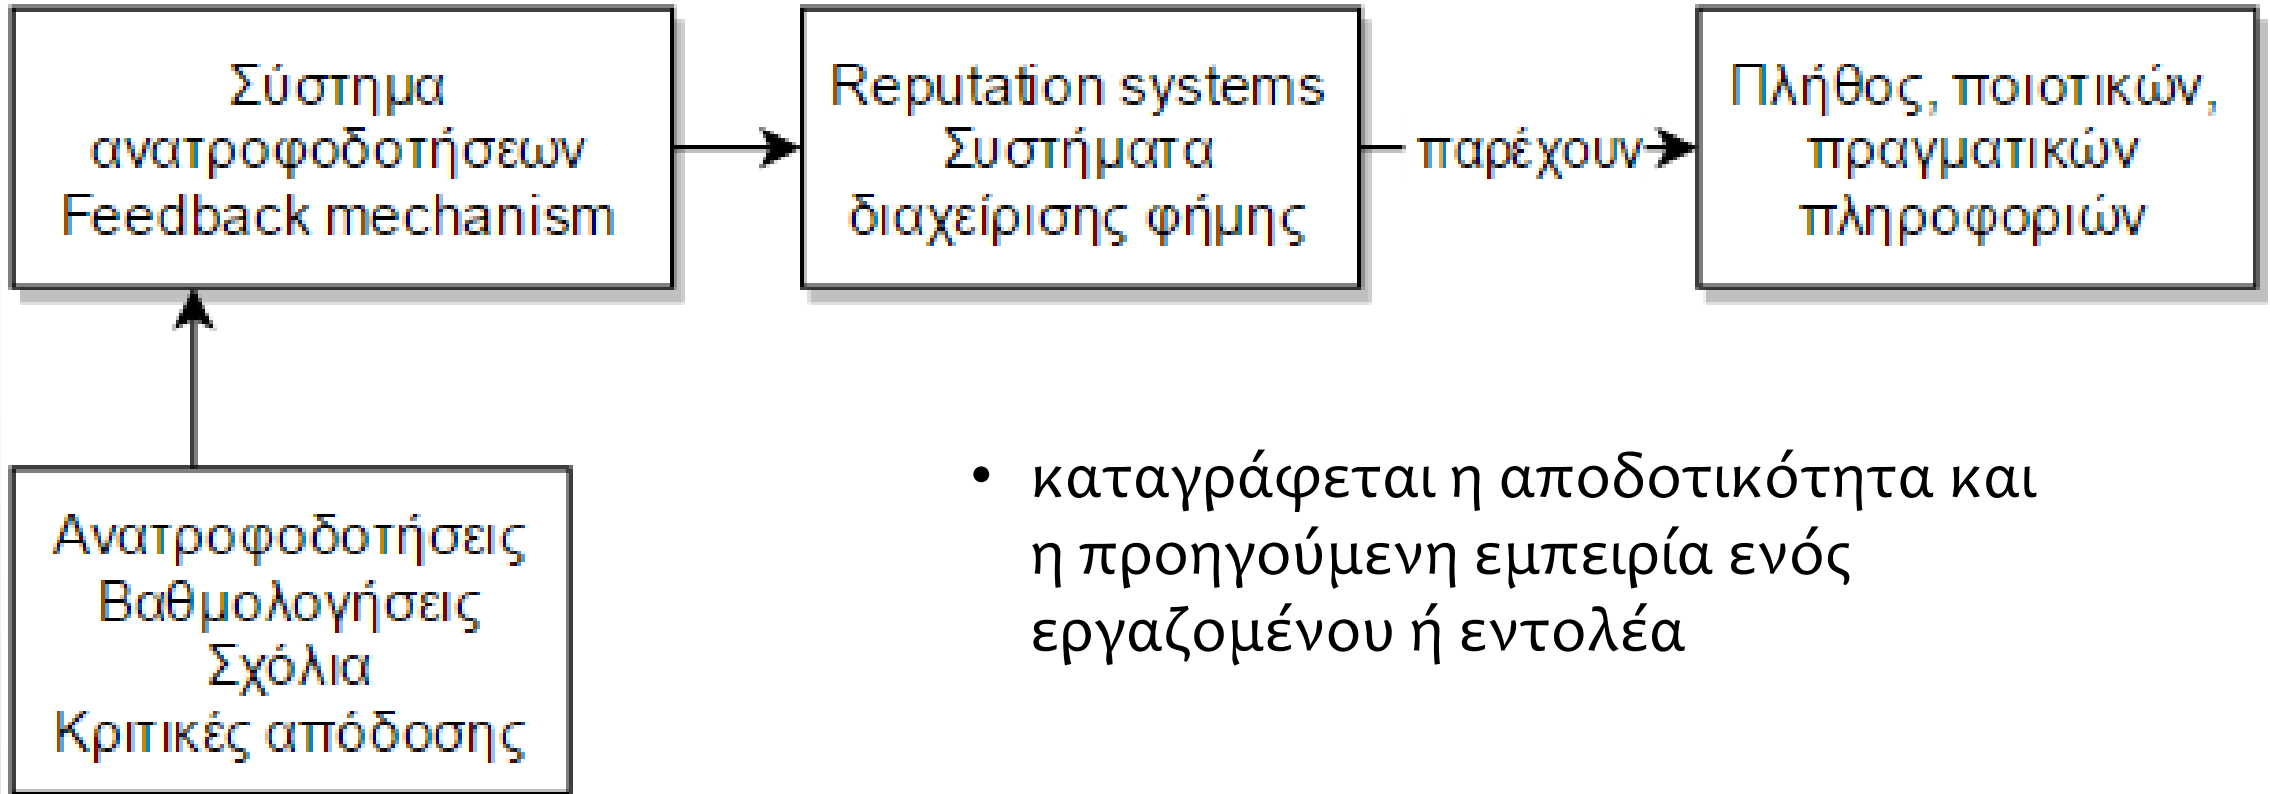 Σύστημα
ανατροφοδοτήσεων
Feedback mechanism
Reputation systems
Συστήματα
διαχείρισης φήμης
παρέχουν
Πλήθος, ποιοτικών,
πραγματικών
πληροφοριών
Ανατροφοδοτήσεις
Βαθμολογήσεις
Σχόλια
Κριτικές απόδοσης
• καταγράφεται η αποδοτικότητα και
η προηγούμενη εμπειρία ενός
εργαζομένου ή εντολέα